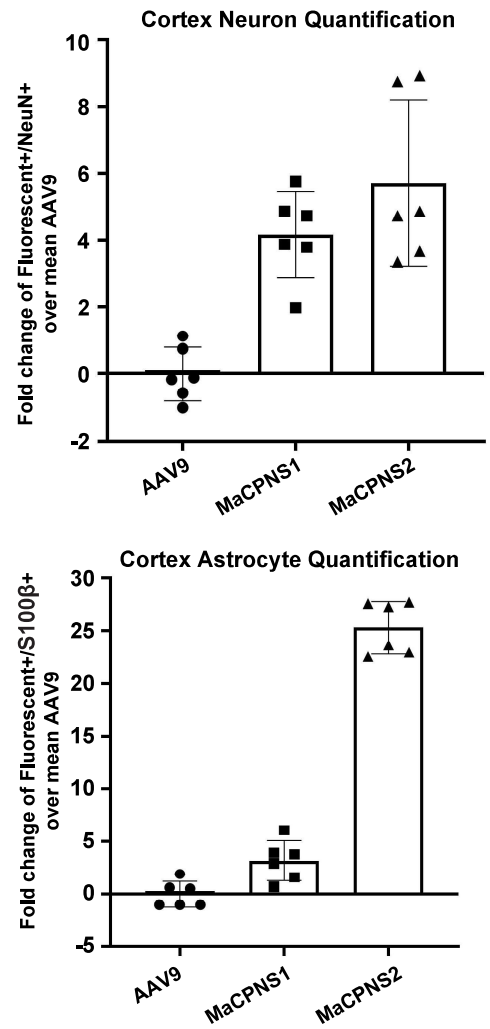 Cortex Neuron Quantification
Fold change of Fluorescent+/NeuN+
over mean AAV9
10
8
6
4
2
0
-2
AAV9
MaCPNS1
MaCPNS2
Cortex Astrocyte Quantification
Fold change of Fluorescent+/S100β+
over mean AAV9
30
25
20
15
10
5
0
-5
AAV9
MaCPNS1
MaCPNS2